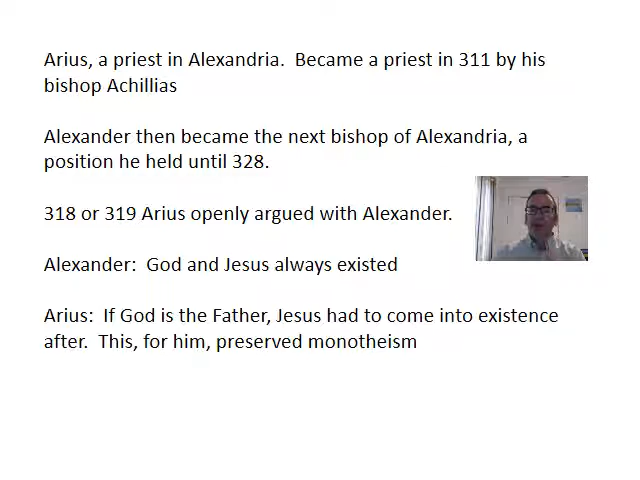 Arius, a priest in Alexandria.  Became a priest in 311 by his
bishop Achillias
Alexander then became the next bishop of Alexandria, a
position he held until 328.
318 or 319 Arius openly argued with Alexander.
Alexander:  God and Jesus always existed
Arius:  If God is the Father, Jesus had to come into existence
after.  This, for him, preserved monotheism